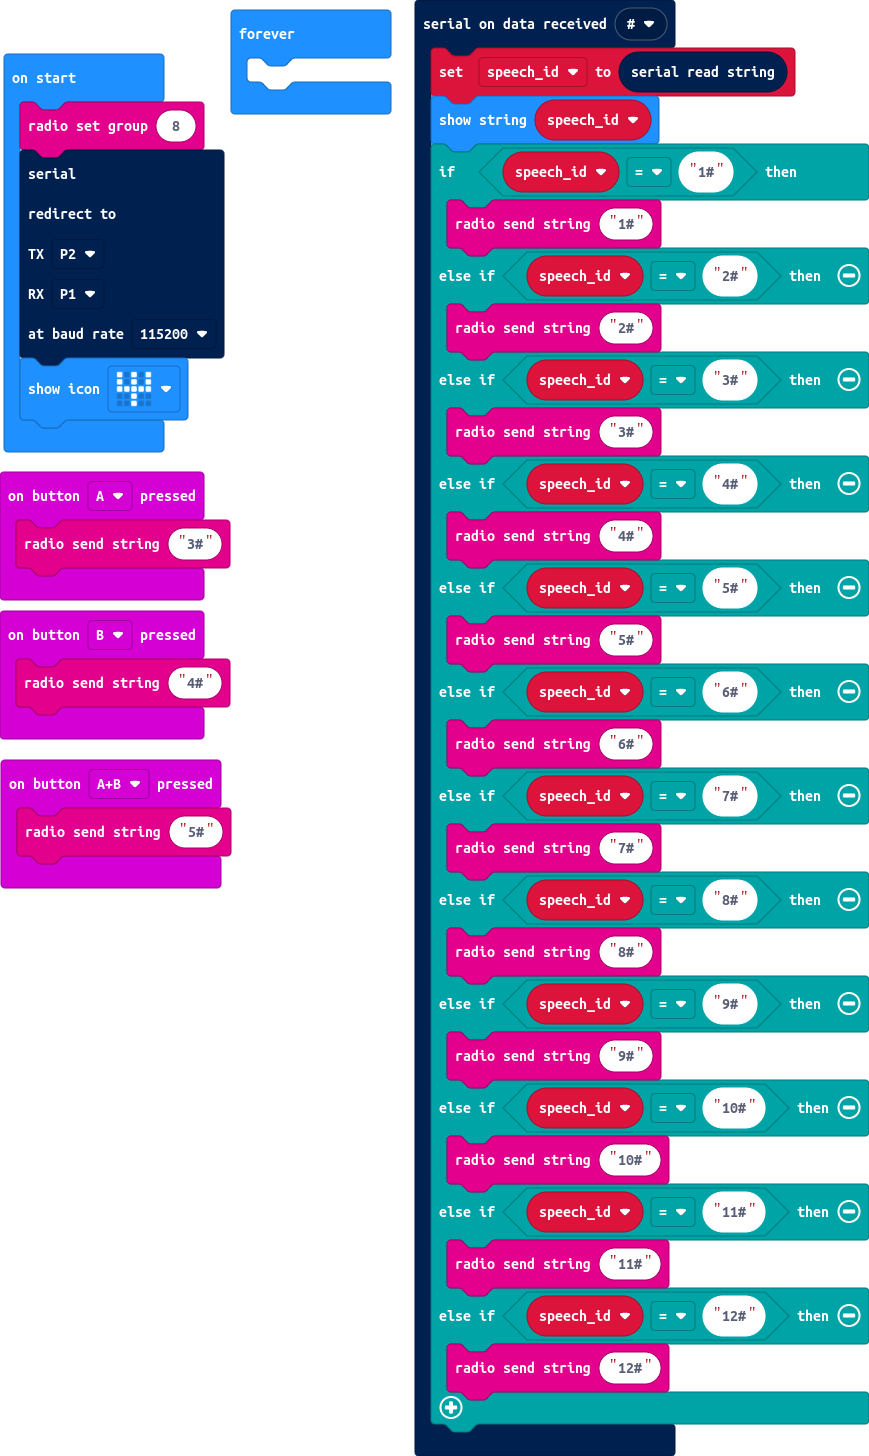 on start
radio set group 8
serial
redirect to
TX P2
RX P1
at baud rate 115200
show icon
on button A pressed
radio send string "3#"
on button B pressed
radio send string "4#"
on button A+B pressed
radio send string "5#"
forever
serial on data received #
set speech_id to serial read string
show string speech_id
if speech_id = "1#" then
radio send string "1#"
else if speech_id = "2#" then
radio send string "2#"
else if speech_id = "3#" then
radio send string "3#"
else if speech_id = "4#" then
radio send string "4#"
else if speech_id = "5#" then
radio send string "5#"
else if speech_id = "6#" then
radio send string "6#"
else if speech_id = "7#" then
radio send string "7#"
else if speech_id = "8#" then
radio send string "8#"
else if speech_id = "9#" then
radio send string "9#"
else if speech_id = "10#" then
radio send string "10#"
else if speech_id = "11#" then
radio send string "11#"
else if speech_id = "12#" then
radio send string "12#"